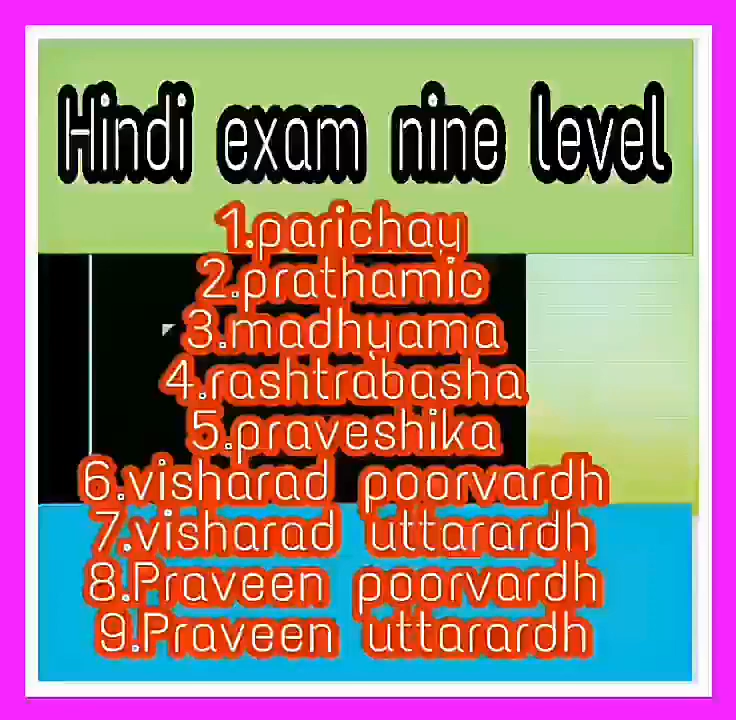 Hindi exam nine level
1.parichay
2.prathamic
3.madhyama
4.rashtrabasha
5.praveshika
6.visharad poorvardh
7.visharad uttarardh
8.Praveen poorvardh
9.Praveen uttarardh